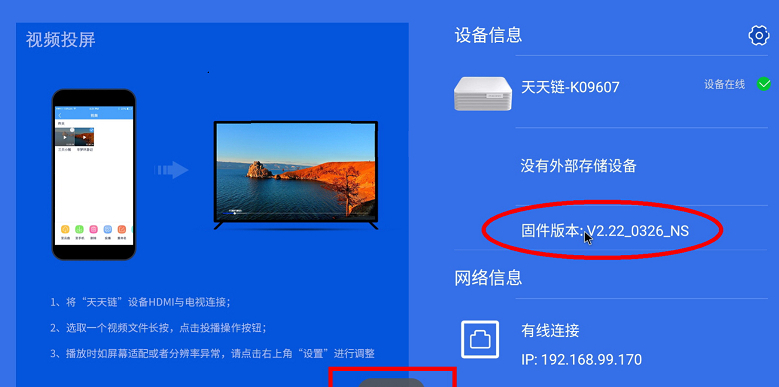 视频投屏
1、将“天天链”设备HDMI与电视连接；
2、选取一个视频文件长按，点击投播操作按钮；
3、播放时如屏幕适配或者分辨率异常，请点击右上角“设置”进行调整
设备信息
天天链-K09607
设备在线
没有外部存储设备
固件版本: V2.22_0326_NS
网络信息
有线连接
IP: 192.168.99.170